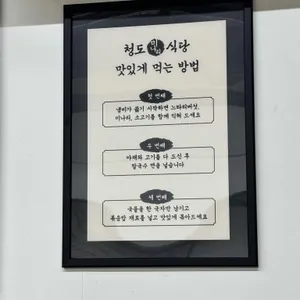 청도 식당
맛있게 먹는 방법
첫 번째
냄비가 끓기 시작하면 느타리버섯,
미나리, 소고기를 함께 익혀 드세요
두 번째
야채와 고기를 다 드신 후
칼국수 면을 넣습니다
세 번째
국물을 한 국자만 남기고
볶음밥 재료를 넣고 맛있게 볶아드세요